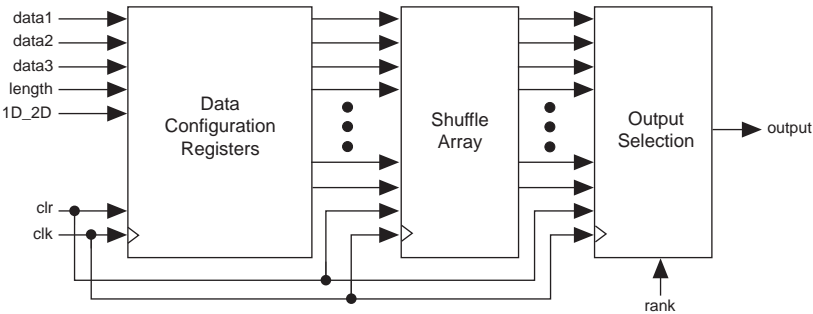 data1
data2
data3
length
1D_2D
clr
clk
Data
Configuration
Registers
Shuffle
Array
Output
Selection
output
rank